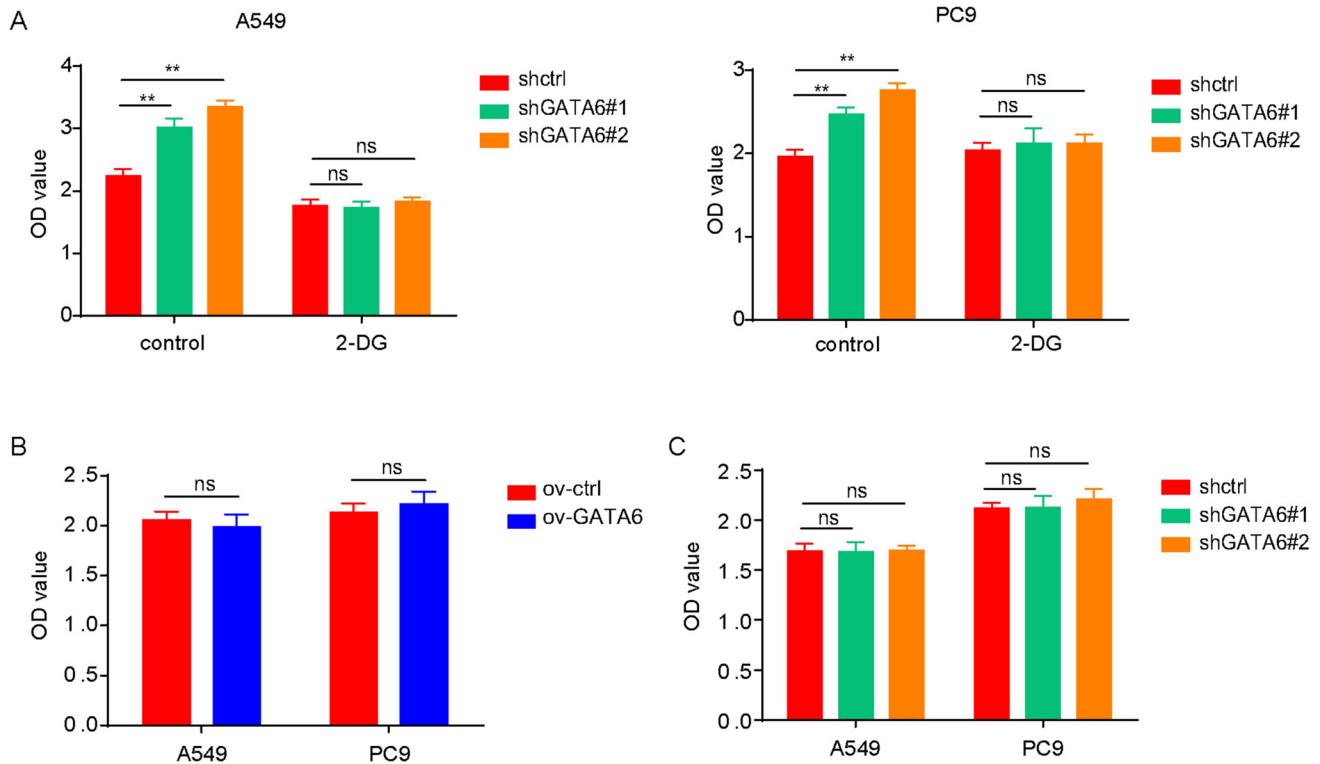 A
A549
4
3
2
1
0
OD value
**
**
ns
ns
control
2-DG
shctrl
shGATA6#1
shGATA6#2
PC9
3
2
1
0
OD value
**
**
ns
ns
control
2-DG
shctrl
shGATA6#1
shGATA6#2
B
2.5
2.0
1.5
1.0
0.5
0.0
OD value
ns
ns
A549
PC9
ov-ctrl
ov-GATA6
C
2.5
2.0
1.5
1.0
0.5
0.0
OD value
ns
ns
ns
ns
A549
PC9
shctrl
shGATA6#1
shGATA6#2